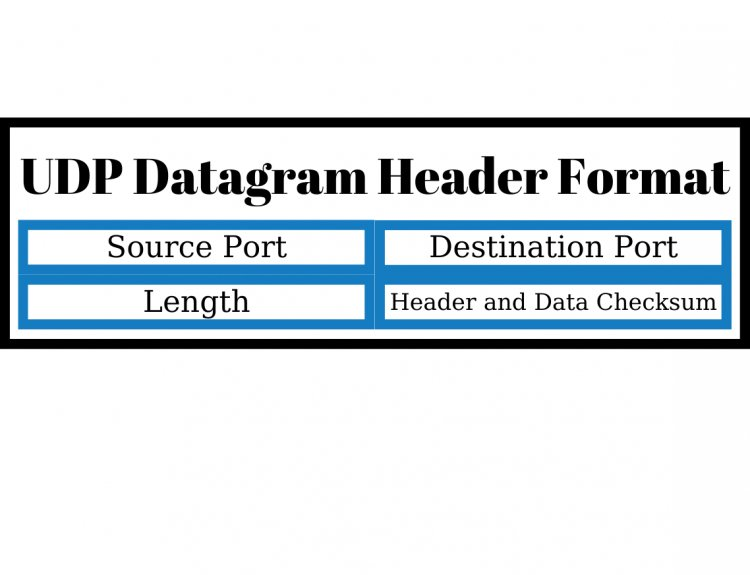 UDP Datagram Header Format
Source Port Destination Port
Length Header and Data Checksum